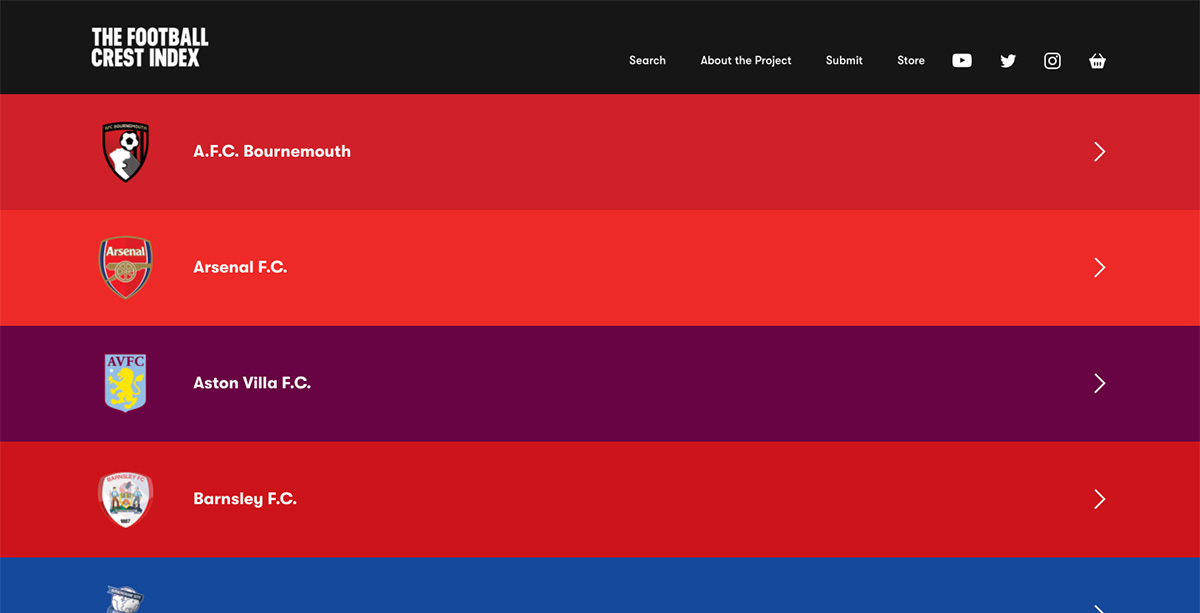 THE FOOTBALL
CREST INDEX
Search
About the Project
Submit
Store
AFC BOURNEMOUTH
A.F.C. Bournemouth
Arsenal
Arsenal F.C.
AVFC
Aston Villa F.C.
BARNSLEY FC
1887
Barnsley F.C.